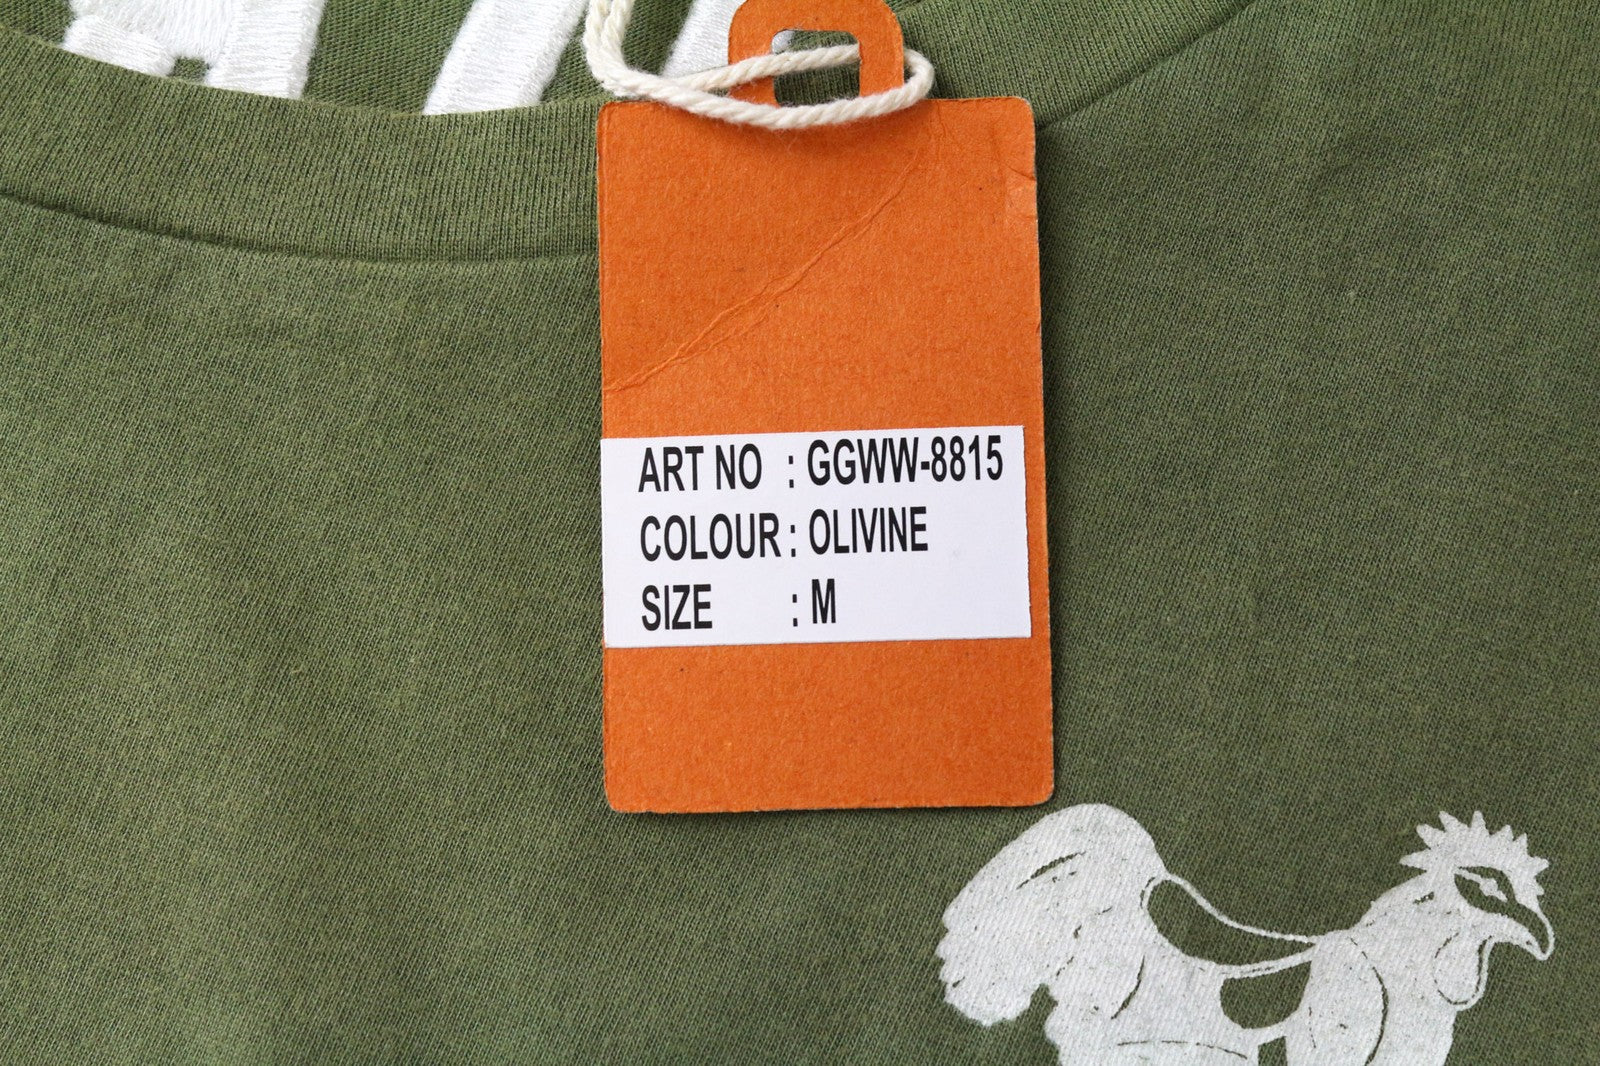 ART NO : GGWW-8815
COLOUR : OLIVINE
SIZE : M